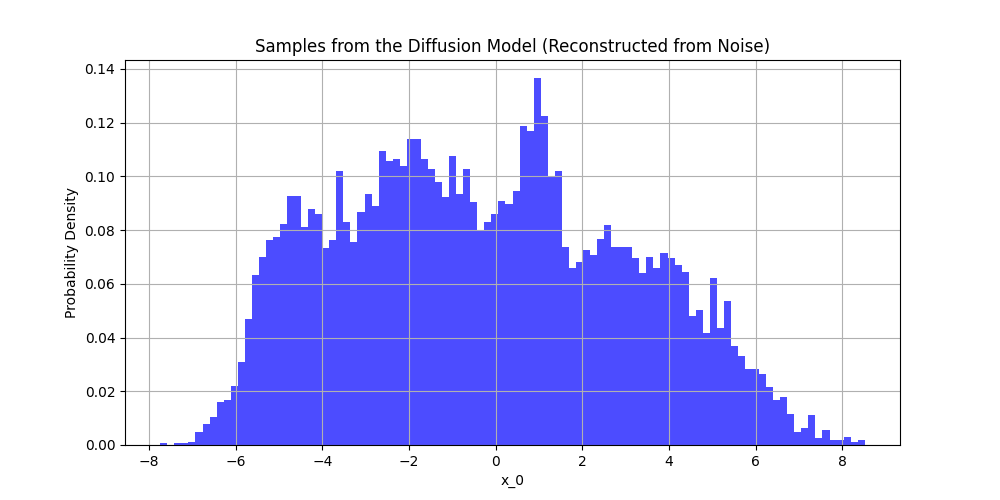 Samples from the Diffusion Model (Reconstructed from Noise)
0.14
0.12
0.10
0.08
0.06
0.04
0.02
0.00
Probability Density
−8 −6 −4 −2 0 2 4 6 8
x_0